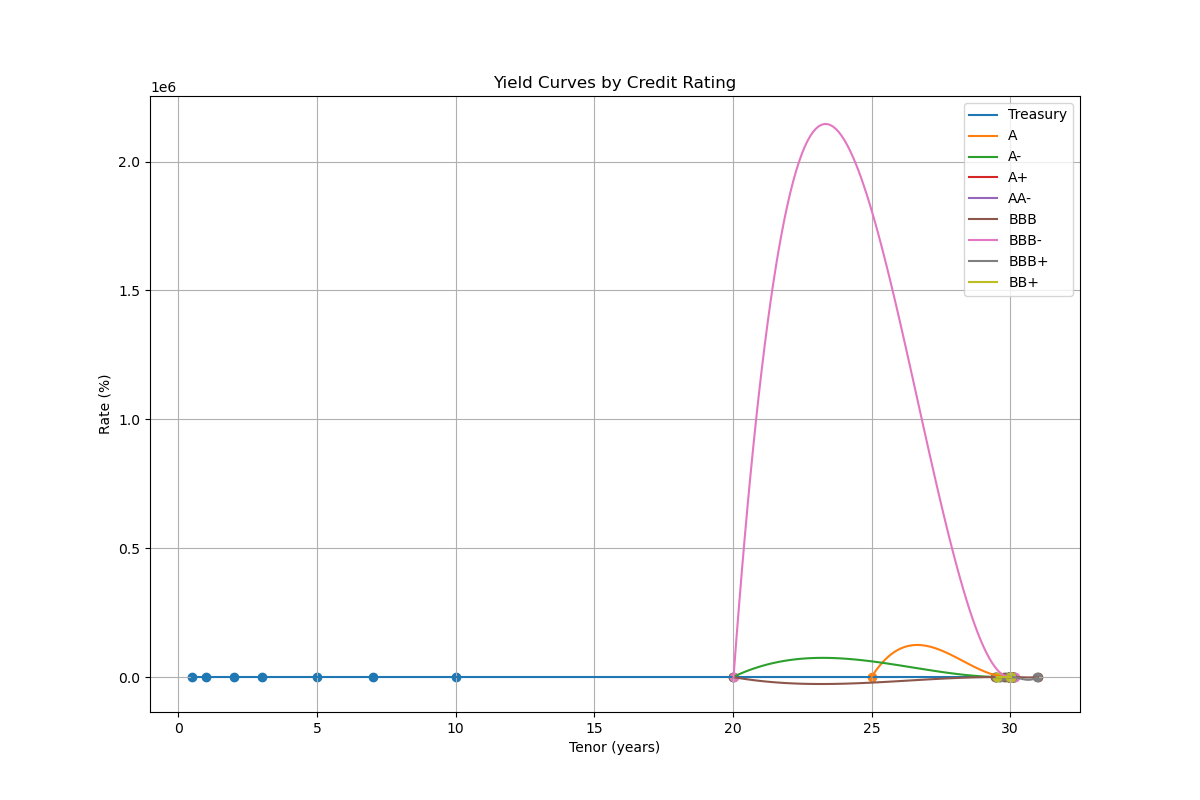 Yield Curves by Credit Rating
1e6
2.0
1.5
1.0
0.5
0.0
Rate (%)
0 5 10 15 20 25 30
Tenor (years)
Treasury
A
A-
A+
AA-
BBB
BBB-
BBB+
BB+